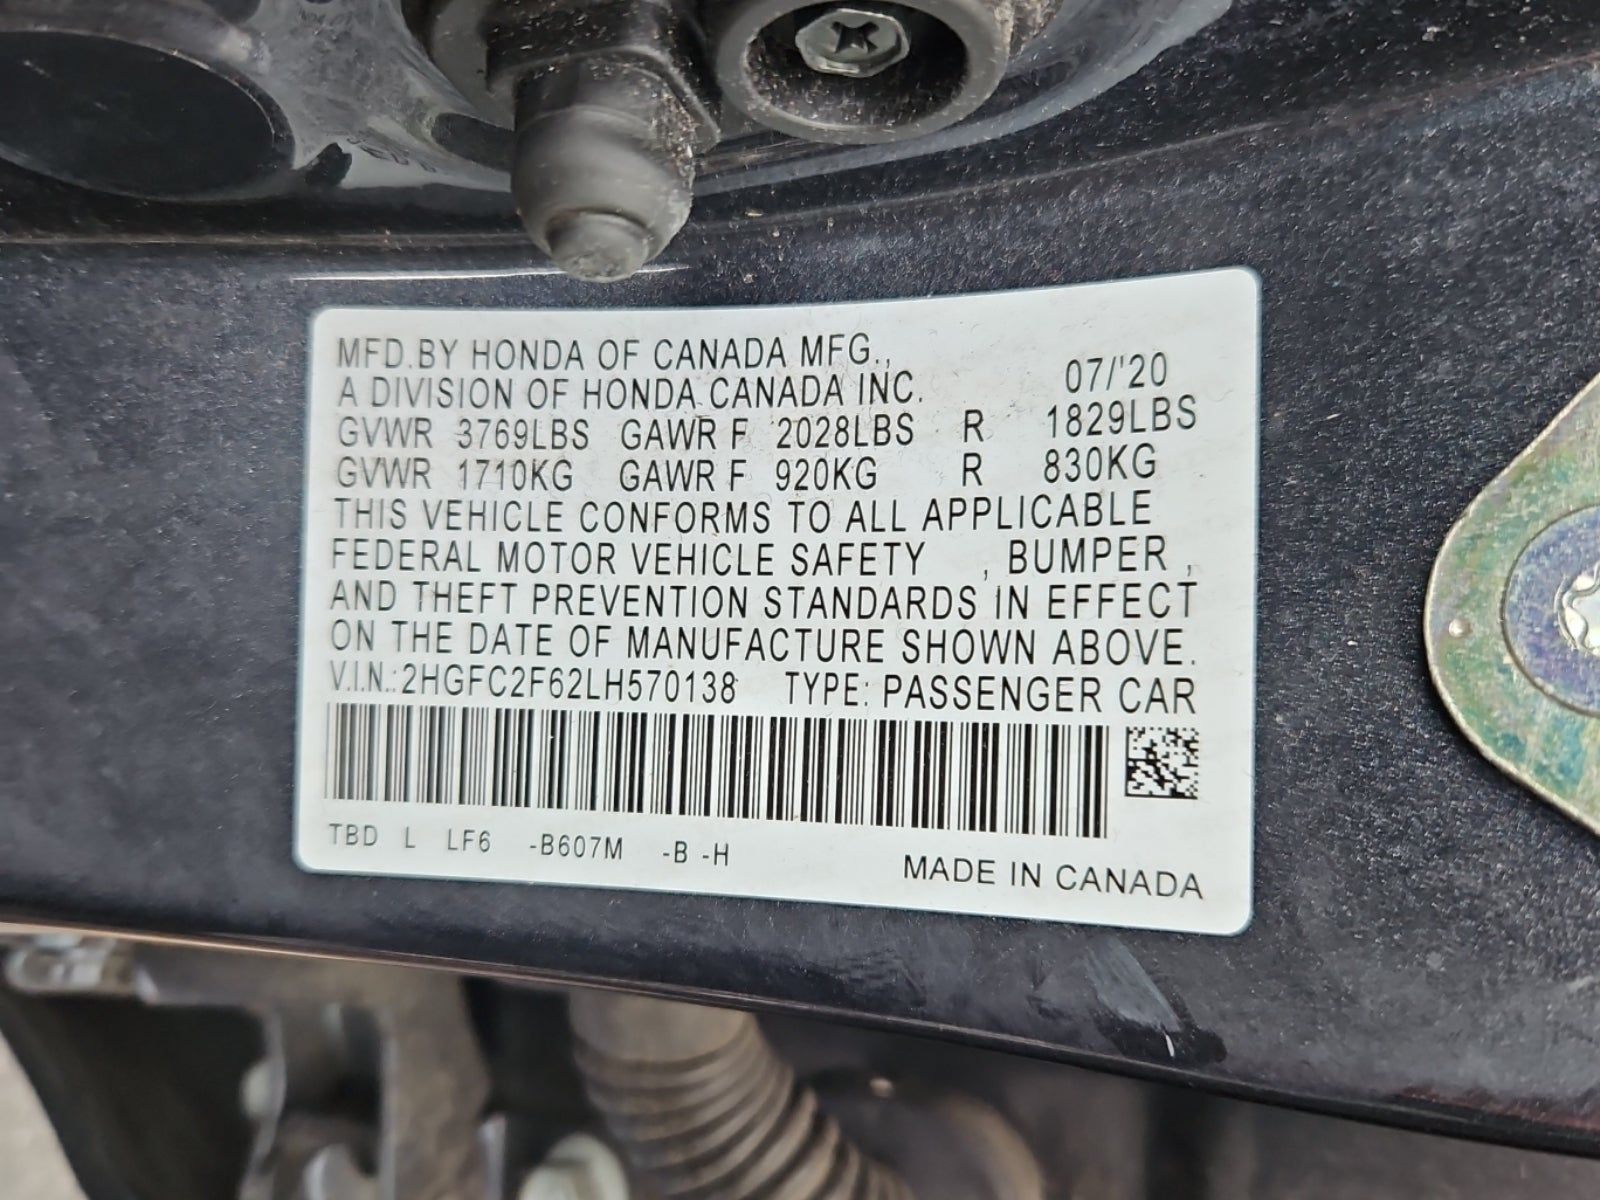 MFD.BY HONDA OF CANADA MFG.,
A DIVISION OF HONDA CANADA INC. 07/'20
GVWR 3769LBS GAWR F 2028LBS R 1829LBS
GVWR 1710KG GAWR F 920KG R 830KG
THIS VEHICLE CONFORMS TO ALL APPLICABLE
FEDERAL MOTOR VEHICLE SAFETY , BUMPER ,
AND THEFT PREVENTION STANDARDS IN EFFECT
ON THE DATE OF MANUFACTURE SHOWN ABOVE.
V.I.N.:2HGFC2F62LH570138 TYPE: PASSENGER CAR
TBD L LF6 -B607M -B -H
MADE IN CANADA